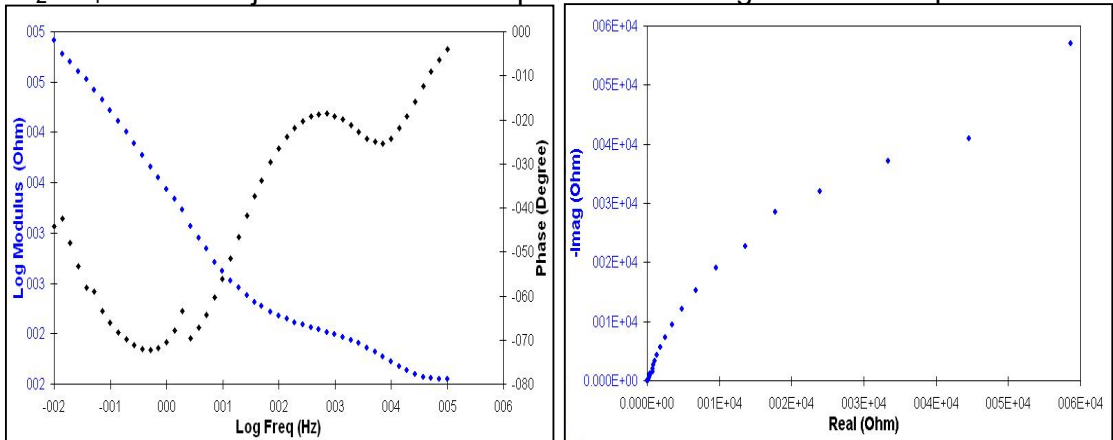 005
005
004
004
003
003
002
002
Log Modulus (Ohm)
-002 -001 000 001 002 003 004 005 006
Log Freq (Hz)
000
-010
-020
-030
-040
-050
-060
-070
-080
Phase (Degree)
006E+04
005E+04
004E+04
003E+04
002E+04
001E+04
0.000E+00
-Imag (Ohm)
0.000E+00 001E+04 002E+04 003E+04 004E+04 005E+04 006E+04
Real (Ohm)